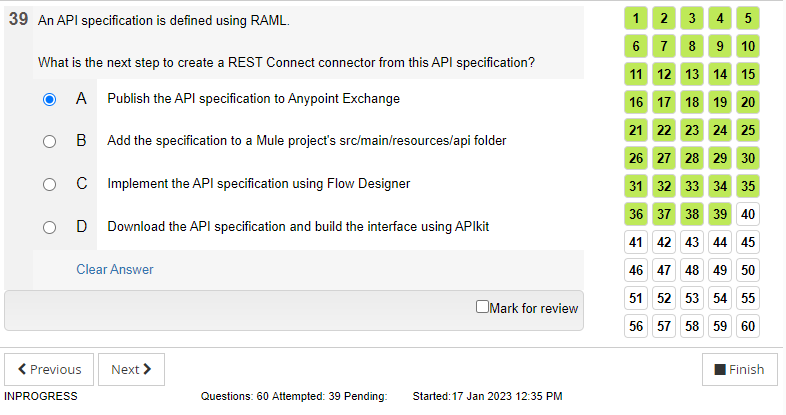 39 An API specification is defined using RAML.
What is the next step to create a REST Connect connector from this API specification?
A Publish the API specification to Anypoint Exchange
B Add the specification to a Mule project's src/main/resources/api folder
C Implement the API specification using Flow Designer
D Download the API specification and build the interface using APIkit
Clear Answer
Mark for review
1 2 3 4 5
6 7 8 9 10
11 12 13 14 15
16 17 18 19 20
21 22 23 24 25
26 27 28 29 30
31 32 33 34 35
36 37 38 39 40
41 42 43 44 45
46 47 48 49 50
51 52 53 54 55
56 57 58 59 60
Previous Next Finish
INPROGRESS Questions: 60 Attempted: 39 Pending: Started:17 Jan 2023 12:35 PM